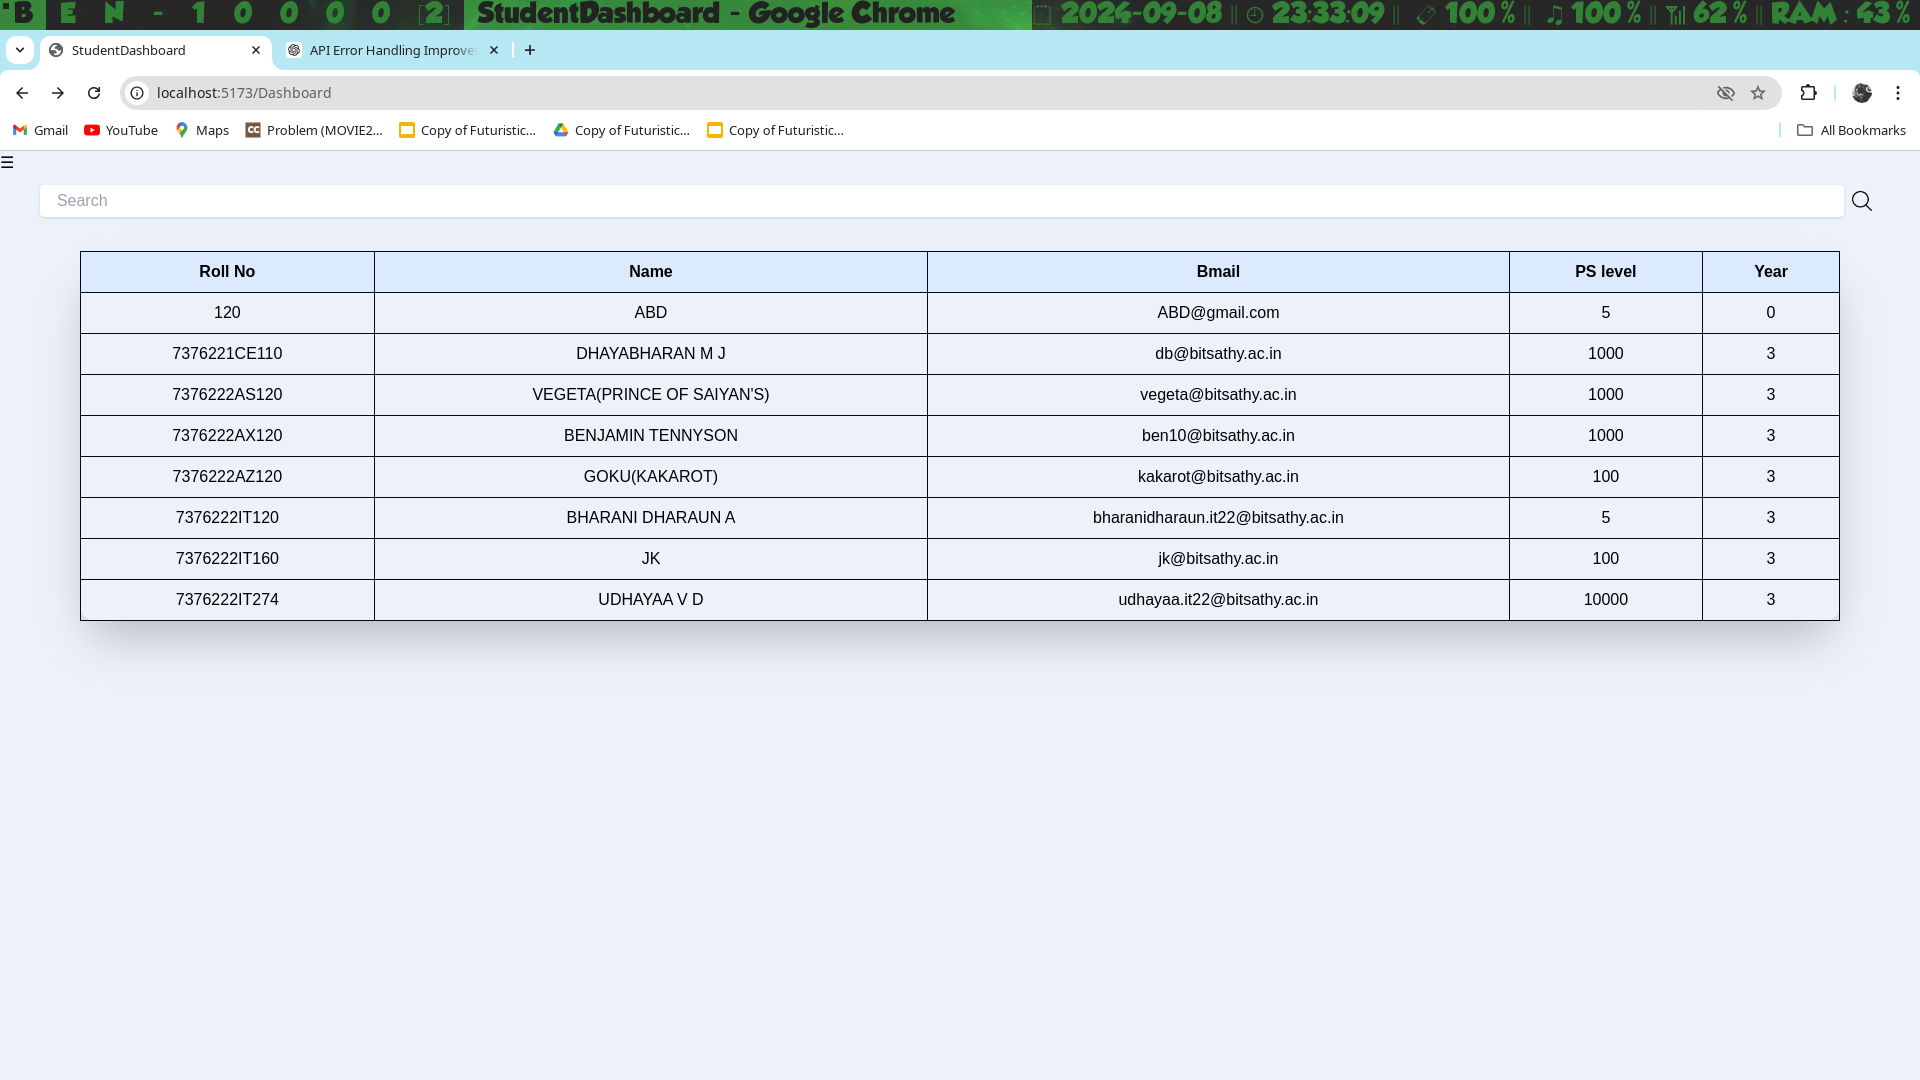 B E N - 1 0 0 0 0 [2] StudentDashboard - Google Chrome 2024-09-08 || 23:33:09 || 100 % || 100 % || 62 % || RAM : 43 %
StudentDashboard API Error Handling Improve
localhost:5173/Dashboard
Gmail YouTube Maps Problem (MOVIE2... Copy of Futuristic... Copy of Futuristic... Copy of Futuristic... All Bookmarks
☰
Search
Roll No Name Bmail PS level Year
120 ABD ABD@gmail.com 5 0
7376221CE110 DHAYABHARAN M J db@bitsathy.ac.in 1000 3
7376222AS120 VEGETA(PRINCE OF SAIYAN'S) vegeta@bitsathy.ac.in 1000 3
7376222AX120 BENJAMIN TENNYSON ben10@bitsathy.ac.in 1000 3
7376222AZ120 GOKU(KAKAROT) kakarot@bitsathy.ac.in 100 3
7376222IT120 BHARANI DHARAUN A bharanidharaun.it22@bitsathy.ac.in 5 3
7376222IT160 JK jk@bitsathy.ac.in 100 3
7376222IT274 UDHAYAA V D udhayaa.it22@bitsathy.ac.in 10000 3